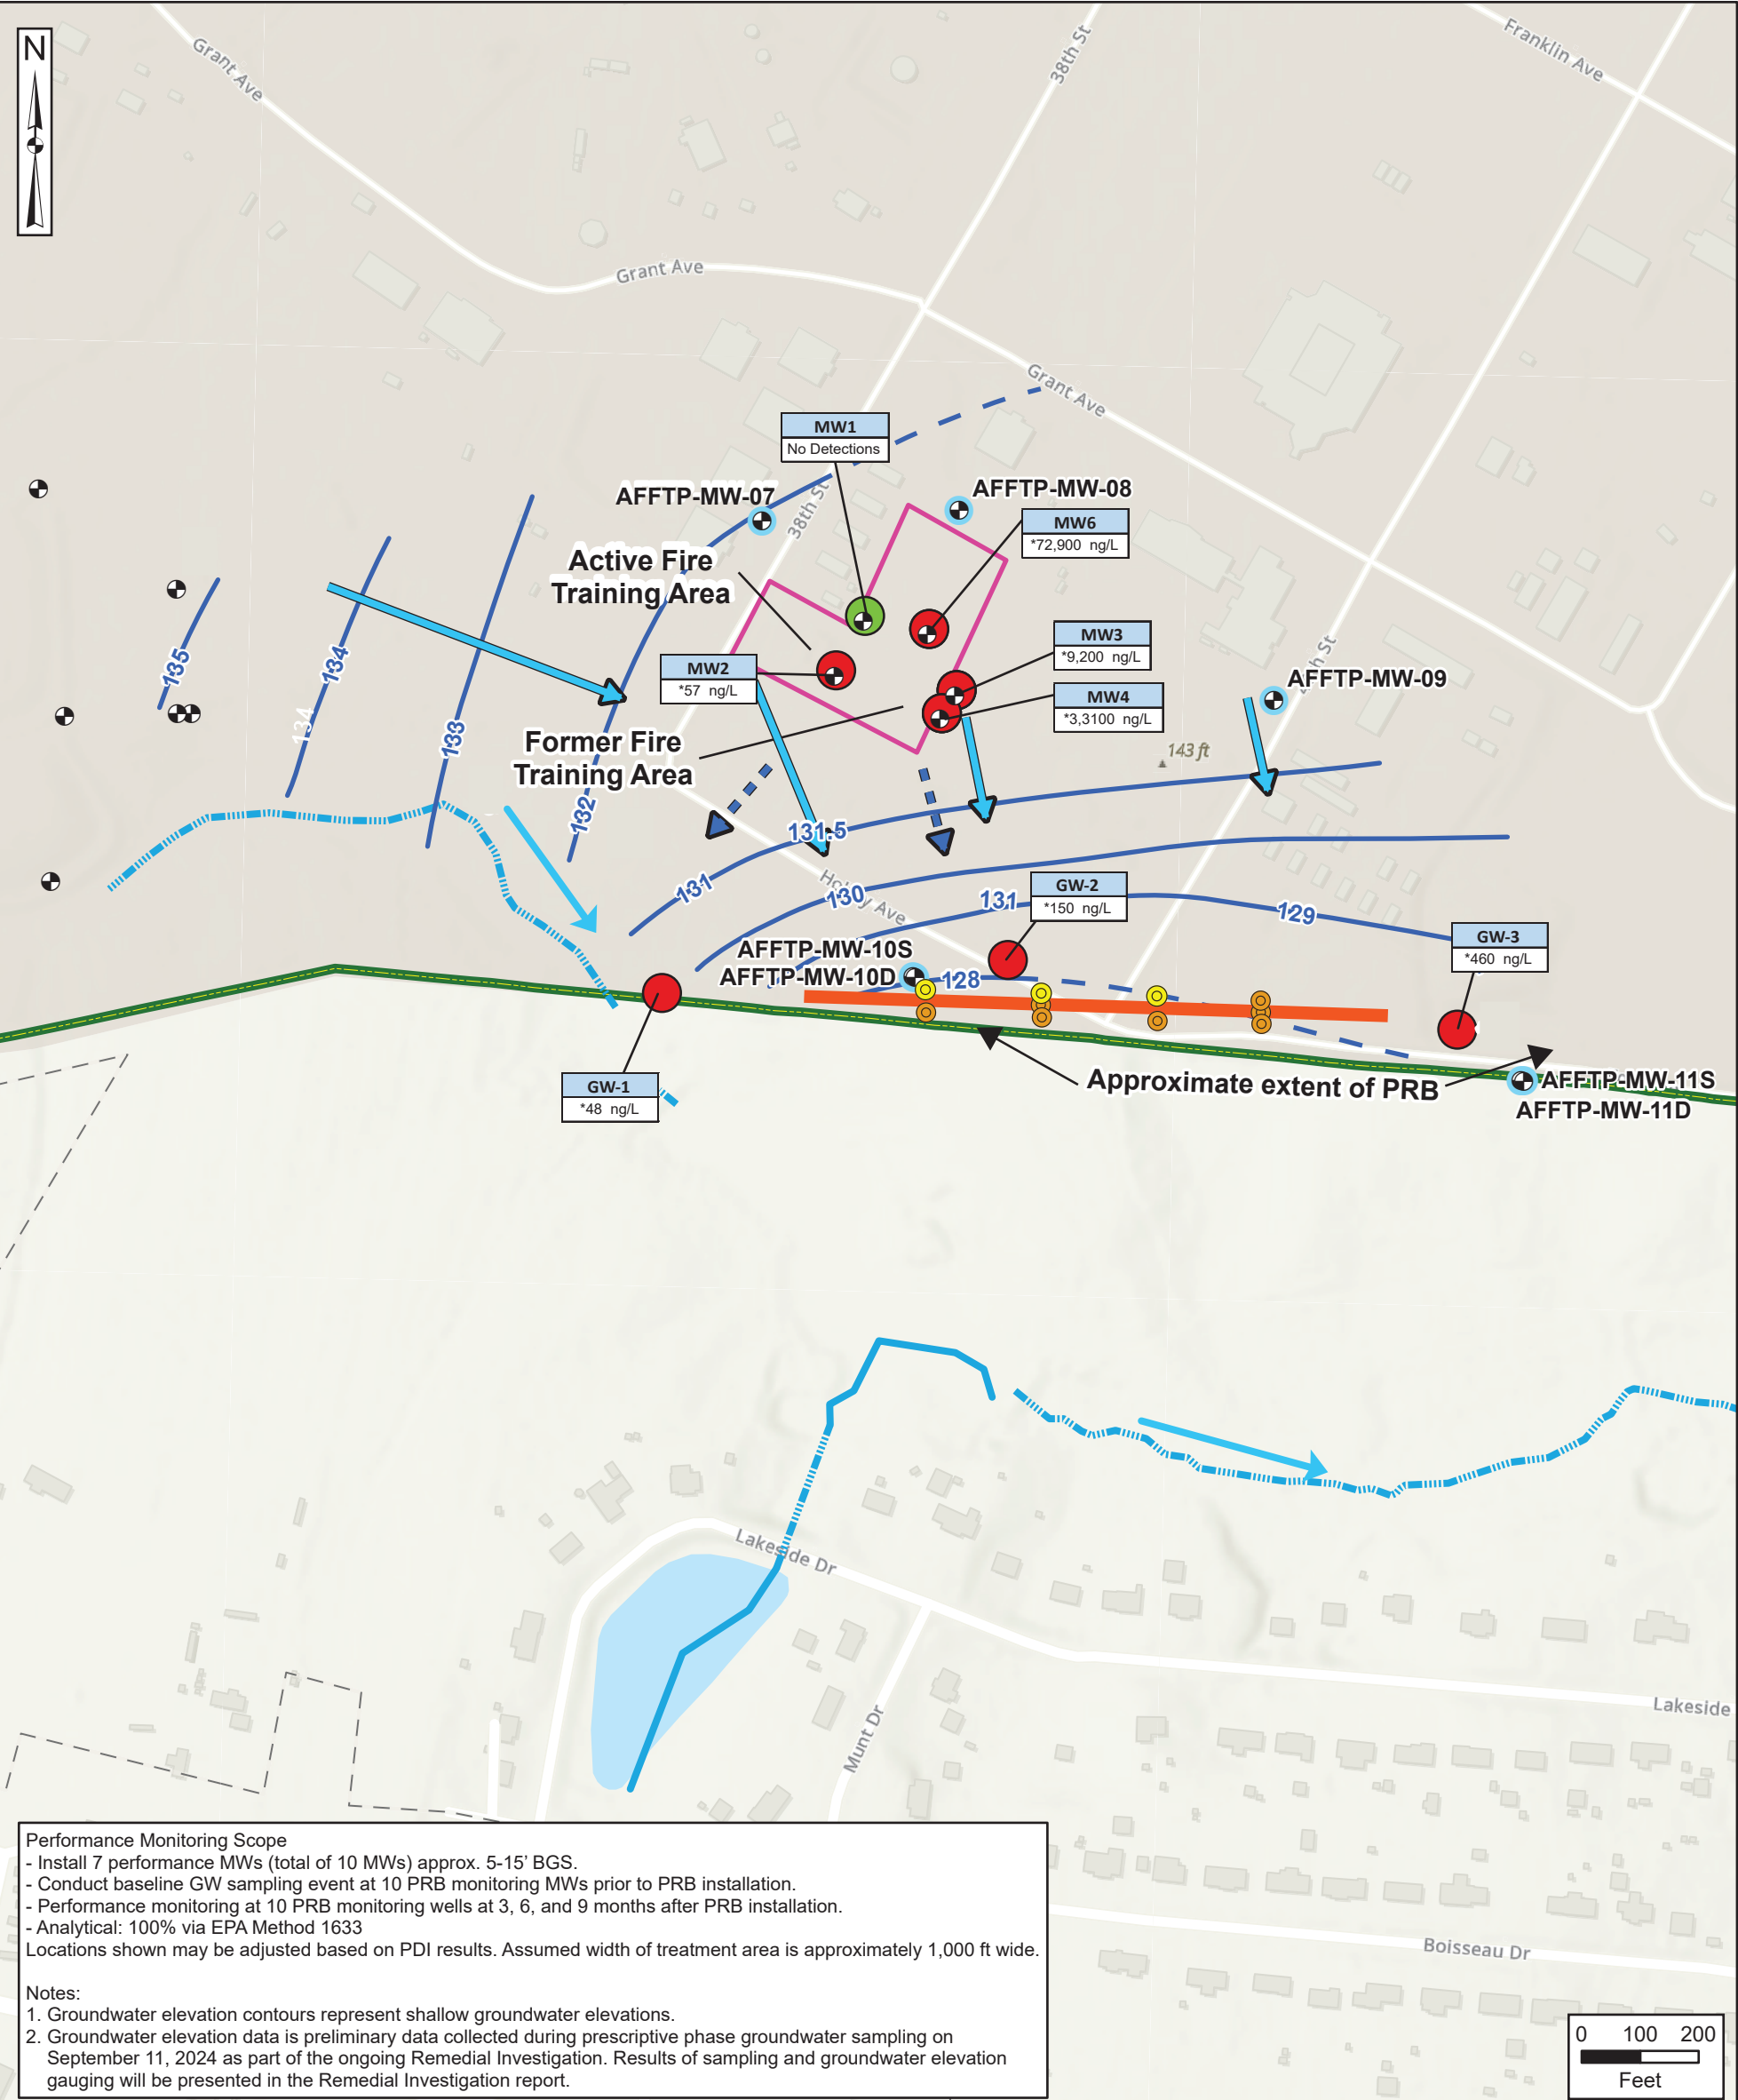 N
Grant Ave
38th St
Franklin Ave
Grant Ave
Grant Ave
MW1
No Detections
AFFTP-MW-07
38th St
AFFTP-MW-08
MW6
*72,900 ng/L
Active Fire
Training Area
MW3
*9,200 ng/L
MW2
*57 ng/L
MW4
*3,3100 ng/L
AFFTP-MW-09
135
134
134
133
132
Former Fire
Training Area
143 ft
131.5
131
130
131
129
GW-2
*150 ng/L
GW-3
*460 ng/L
AFFTP-MW-10S
AFFTP-MW-10D
128
GW-1
*48 ng/L
Approximate extent of PRB
AFFTP-MW-11S
AFFTP-MW-11D
Lakeside Dr
Munt Dr
Lakeside
Boisseau Dr
Performance Monitoring Scope
- Install 7 performance MWs (total of 10 MWs) approx. 5-15' BGS.
- Conduct baseline GW sampling event at 10 PRB monitoring MWs prior to PRB installation.
- Performance monitoring at 10 PRB monitoring wells at 3, 6, and 9 months after PRB installation.
- Analytical: 100% via EPA Method 1633
Locations shown may be adjusted based on PDI results. Assumed width of treatment area is approximately 1,000 ft wide.
Notes:
1. Groundwater elevation contours represent shallow groundwater elevations.
2. Groundwater elevation data is preliminary data collected during prescriptive phase groundwater sampling on
September 11, 2024 as part of the ongoing Remedial Investigation. Results of sampling and groundwater elevation
gauging will be presented in the Remedial Investigation report.
0 100 200
Feet